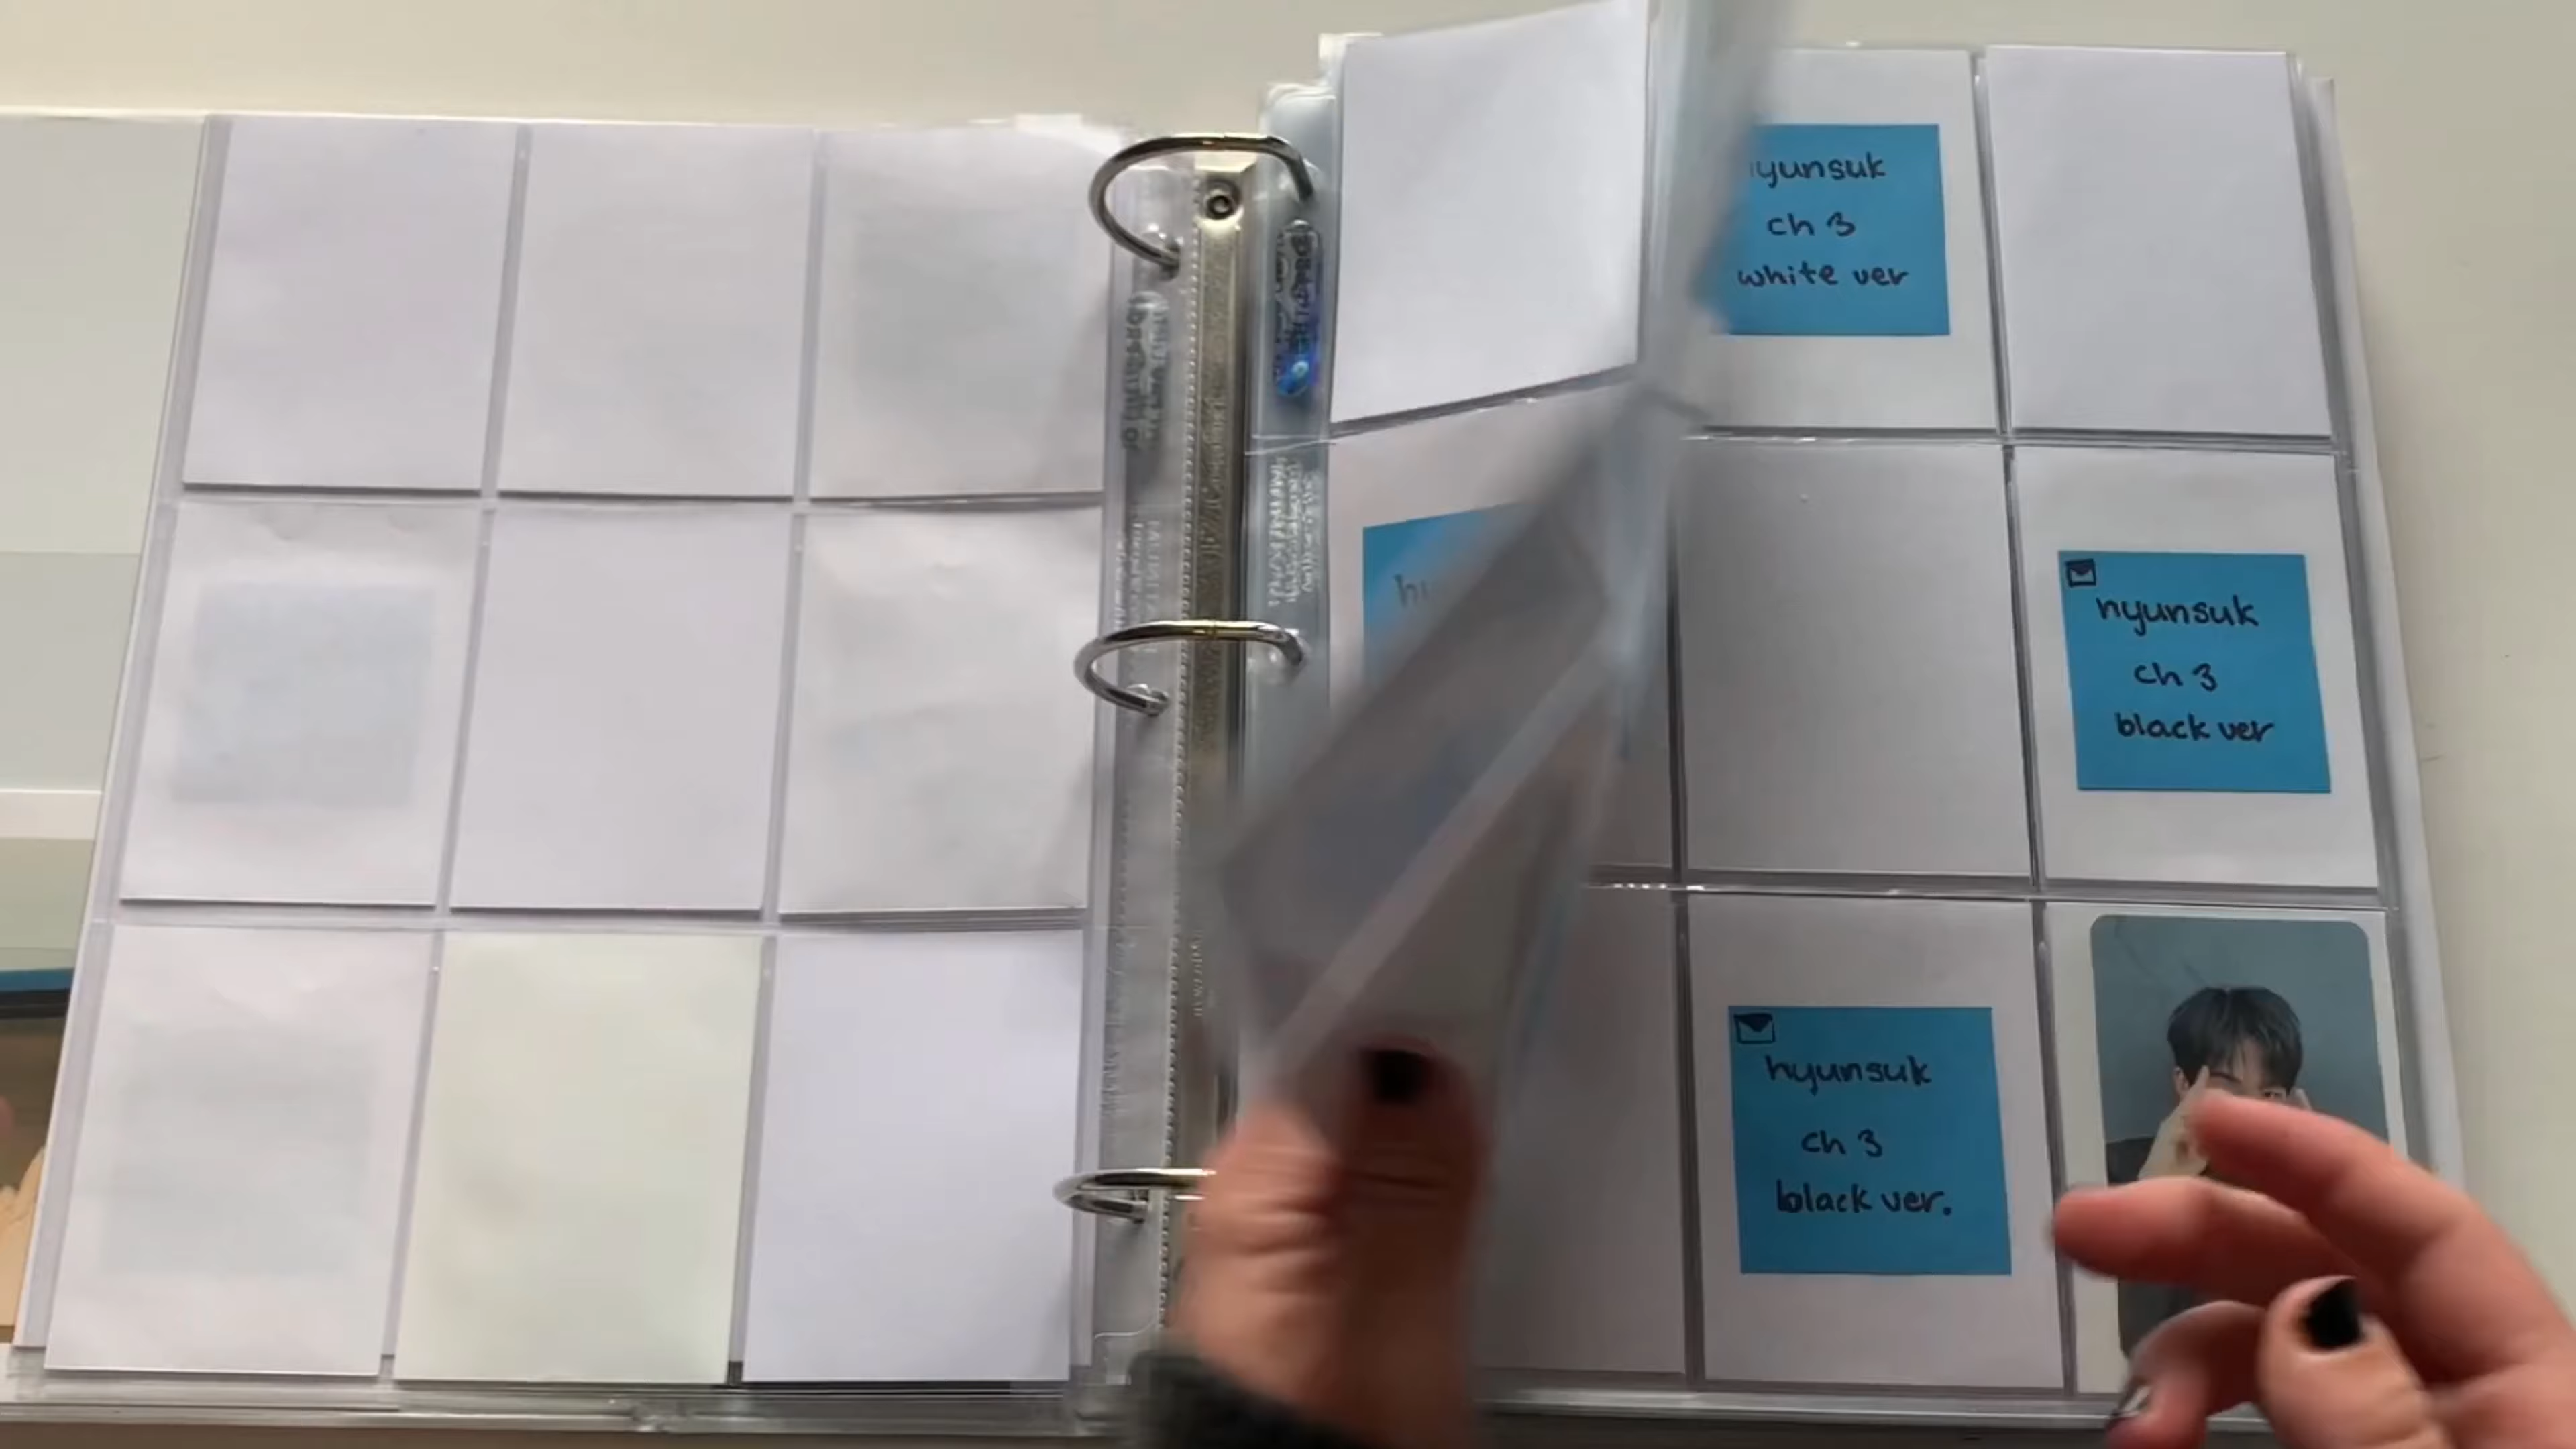 yunsuk
ch 3
white ver
hyunsuk
ch 3
black ver
hyunsuk
ch 3
black ver.